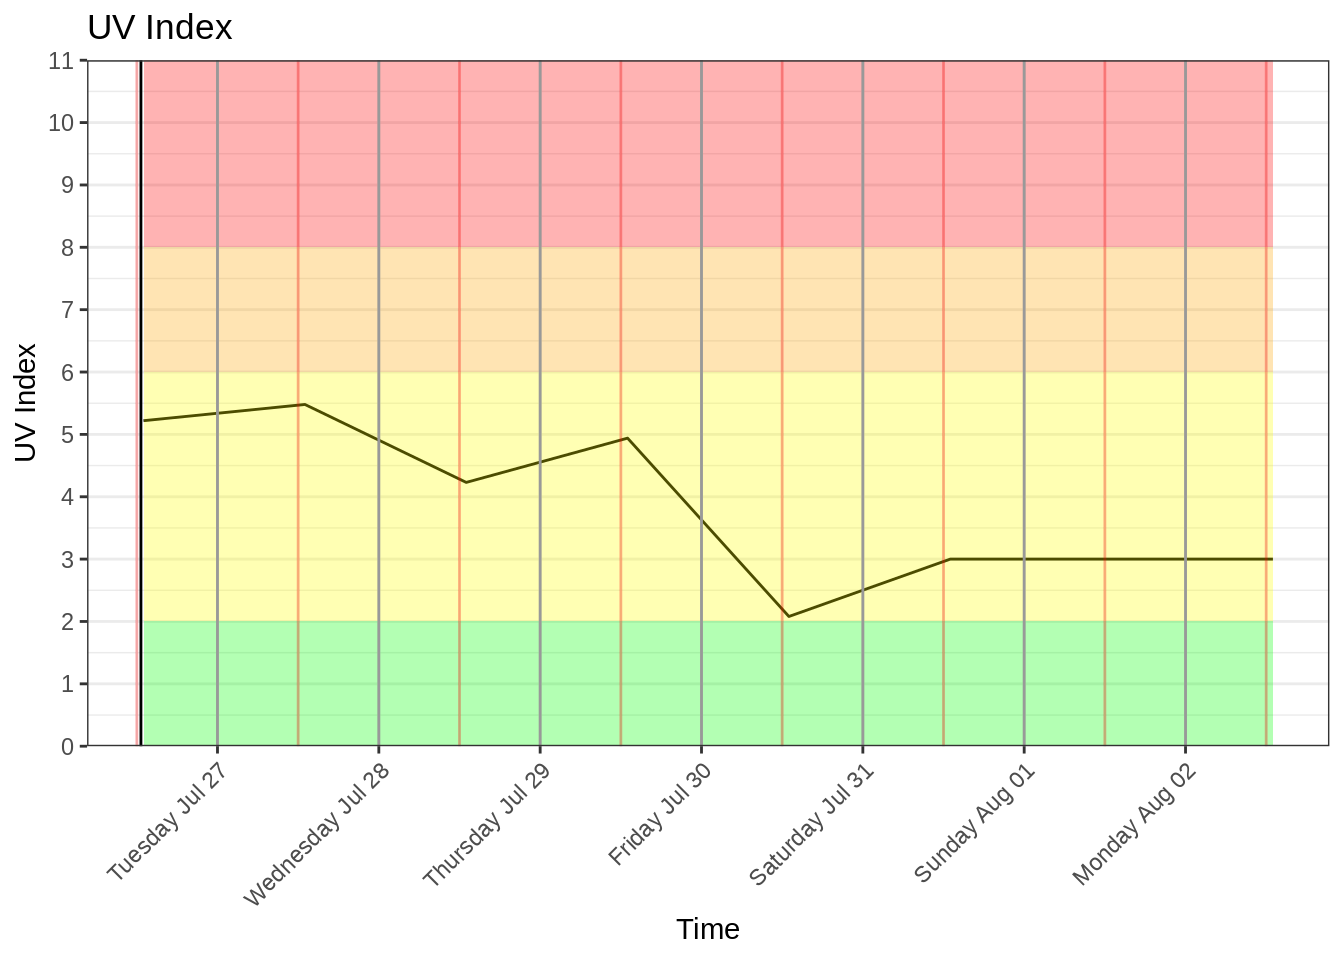 UV Index
11
10
9
8
7
6
5
4
3
2
1
0
UV Index
Tuesday Jul 27
Wednesday Jul 28
Thursday Jul 29
Friday Jul 30
Saturday Jul 31
Sunday Aug 01
Monday Aug 02
Time